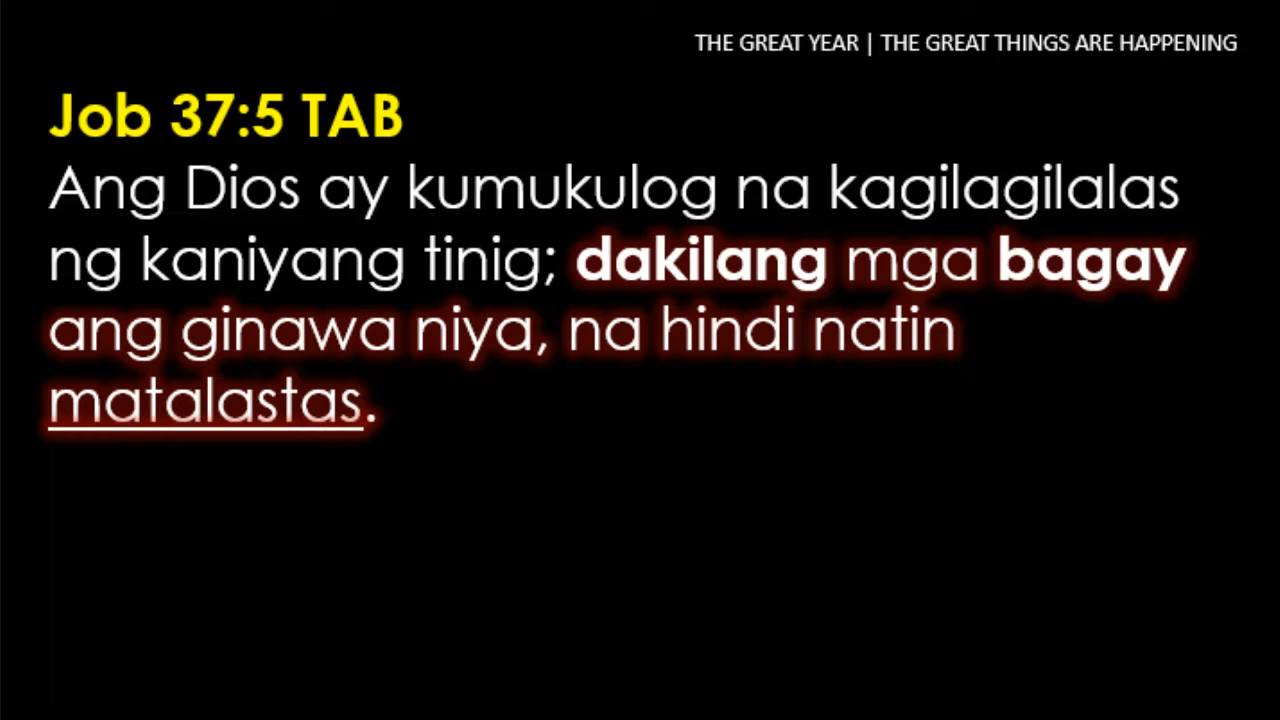 THE GREAT YEAR | THE GREAT THINGS ARE HAPPENING
Job 37:5 TAB
Ang Dios ay kumukulog na kagilagilalas
ng kaniyang tinig; dakilang mga bagay
ang ginawa niya, na hindi natin
matalastas.